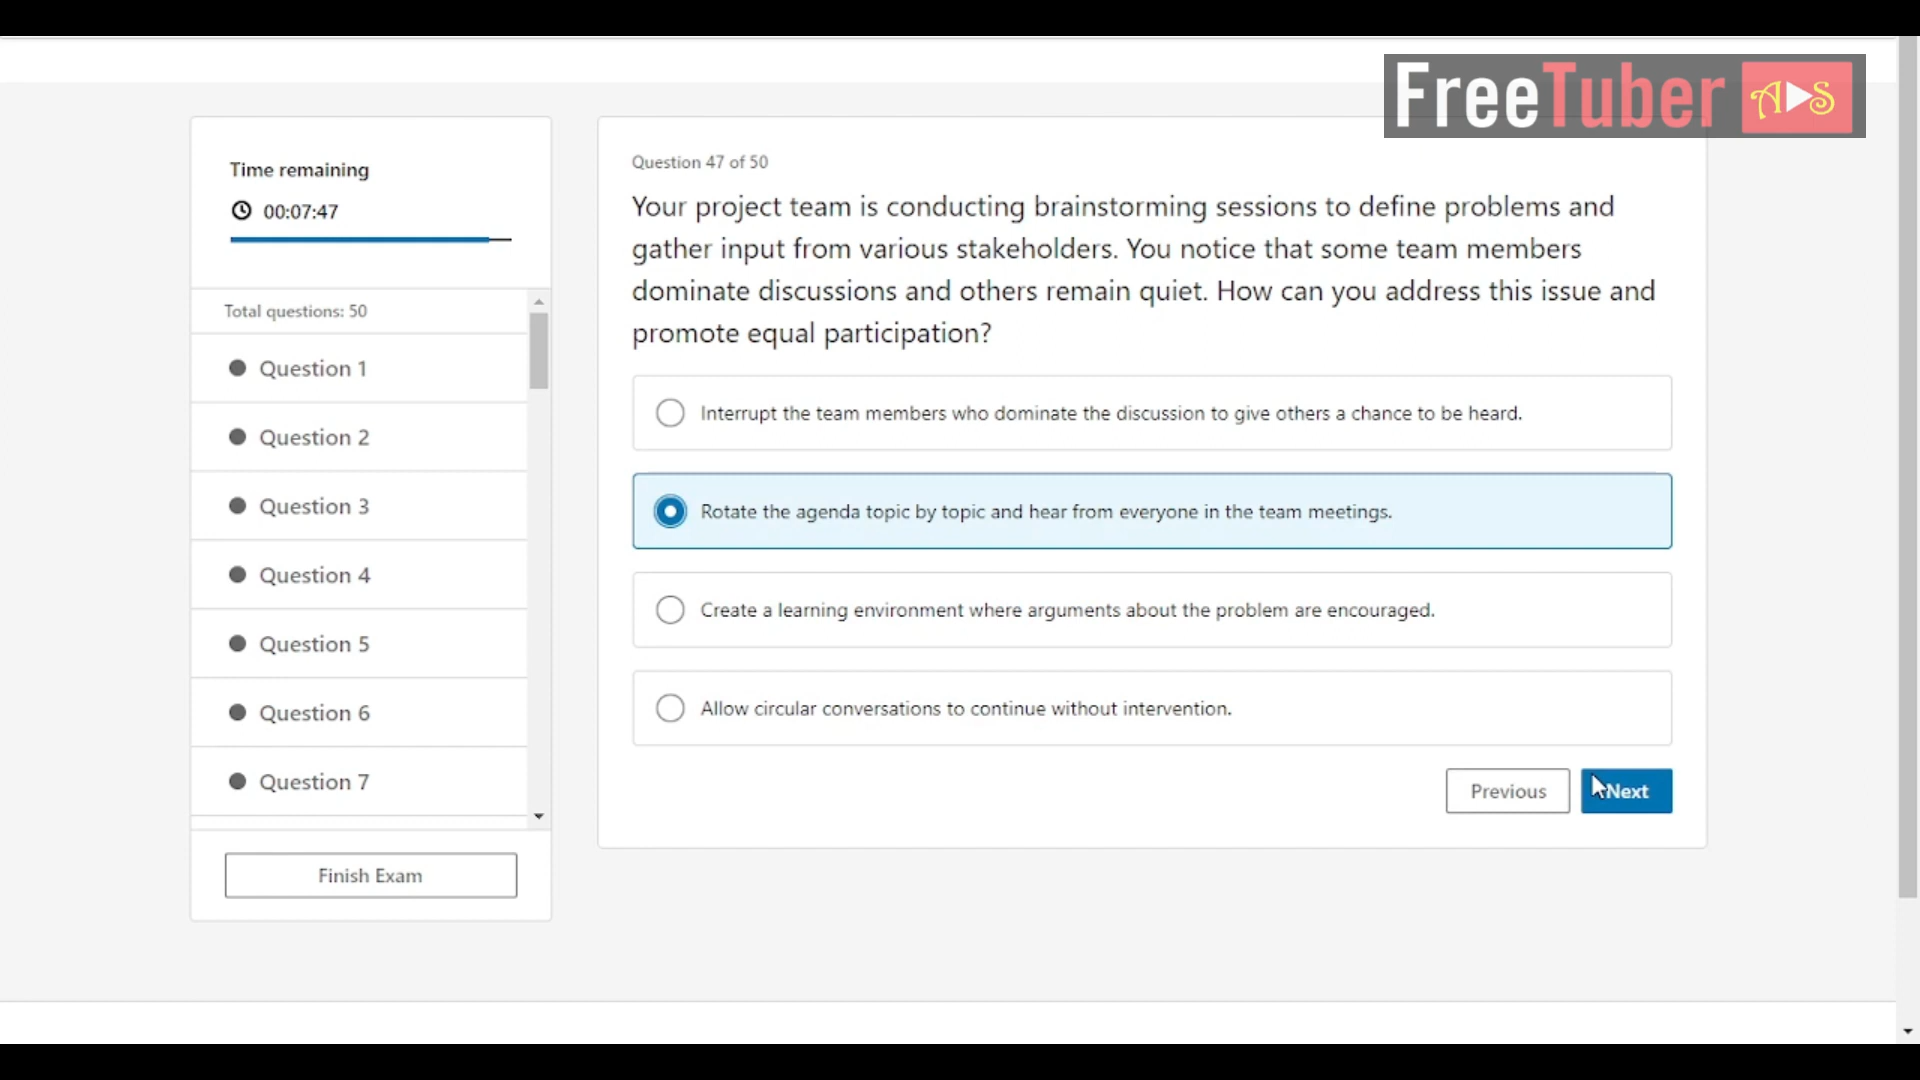 FreeTuber A S
Time remaining
00:07:47
Total questions: 50
Question 1
Question 2
Question 3
Question 4
Question 5
Question 6
Question 7
Finish Exam
Question 47 of 50
Your project team is conducting brainstorming sessions to define problems and
gather input from various stakeholders. You notice that some team members
dominate discussions and others remain quiet. How can you address this issue and
promote equal participation?
Interrupt the team members who dominate the discussion to give others a chance to be heard.
Rotate the agenda topic by topic and hear from everyone in the team meetings.
Create a learning environment where arguments about the problem are encouraged.
Allow circular conversations to continue without intervention.
Previous
Next